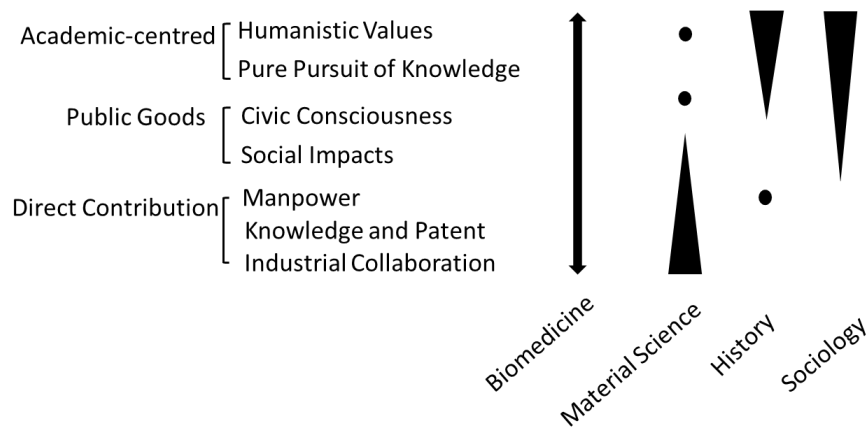 Academic-centred
Humanistic Values
Pure Pursuit of Knowledge
Public Goods
Civic Consciousness
Social Impacts
Direct Contribution
Manpower
Knowledge and Patent
Industrial Collaboration
Biomedicine
Material Science
History
Sociology